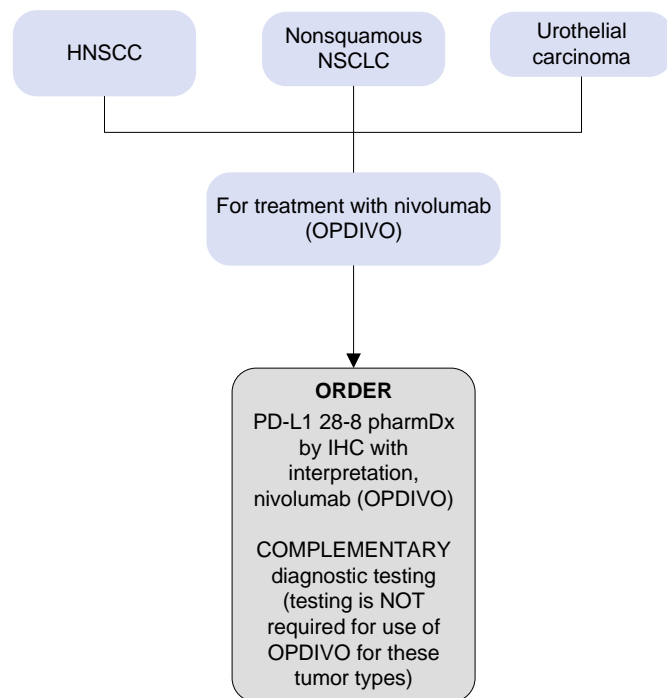 HNSCC
Nonsquamous
NSCLC
Urothelial
carcinoma
For treatment with nivolumab
(OPDIVO)
ORDER
PD-L1 28-8 pharmDx
by IHC with
interpretation,
nivolumab (OPDIVO)
COMPLEMENTARY
diagnostic testing
(testing is NOT
required for use of
OPDIVO for these
tumor types)